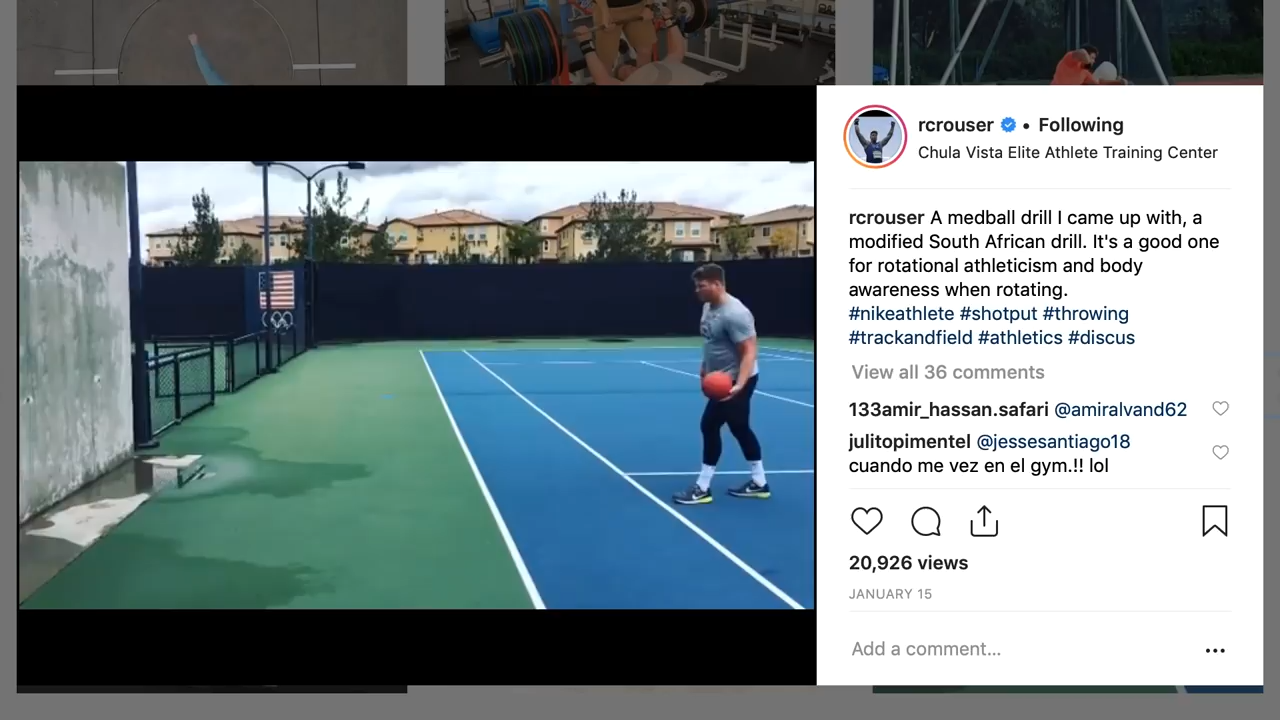 rcrouser • Following
Chula Vista Elite Athlete Training Center
rcrouser A medball drill I came up with, a
modified South African drill. It's a good one
for rotational athleticism and body
awareness when rotating.
#nikeathlete #shotput #throwing
#trackandfield #athletics #discus
View all 36 comments
133amir_hassan.safari @amiralvand62
julitopimentel @jessesantiago18
cuando me vez en el gym.!! lol
20,926 views
JANUARY 15
Add a comment...